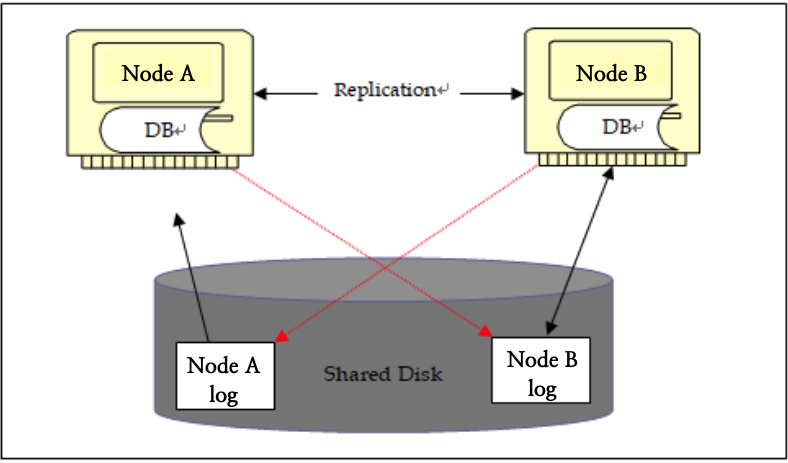 Node A
Replication↵
Node B
DB↵
DB↵
Node A
log
Shared Disk
Node B
log